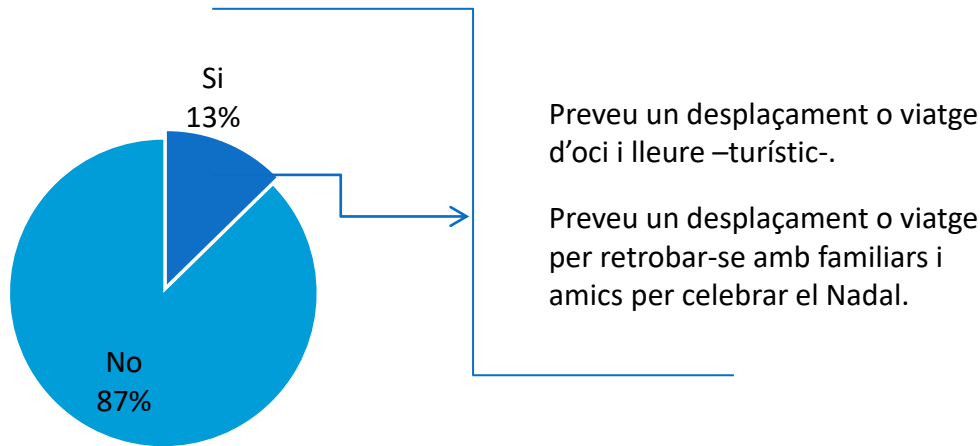 Si
13%
No
87%
Preveu un desplaçament o viatge
d’oci i lleure –turístic-.
Preveu un desplaçament o viatge
per retrobar-se amb familiars i
amics per celebrar el Nadal.